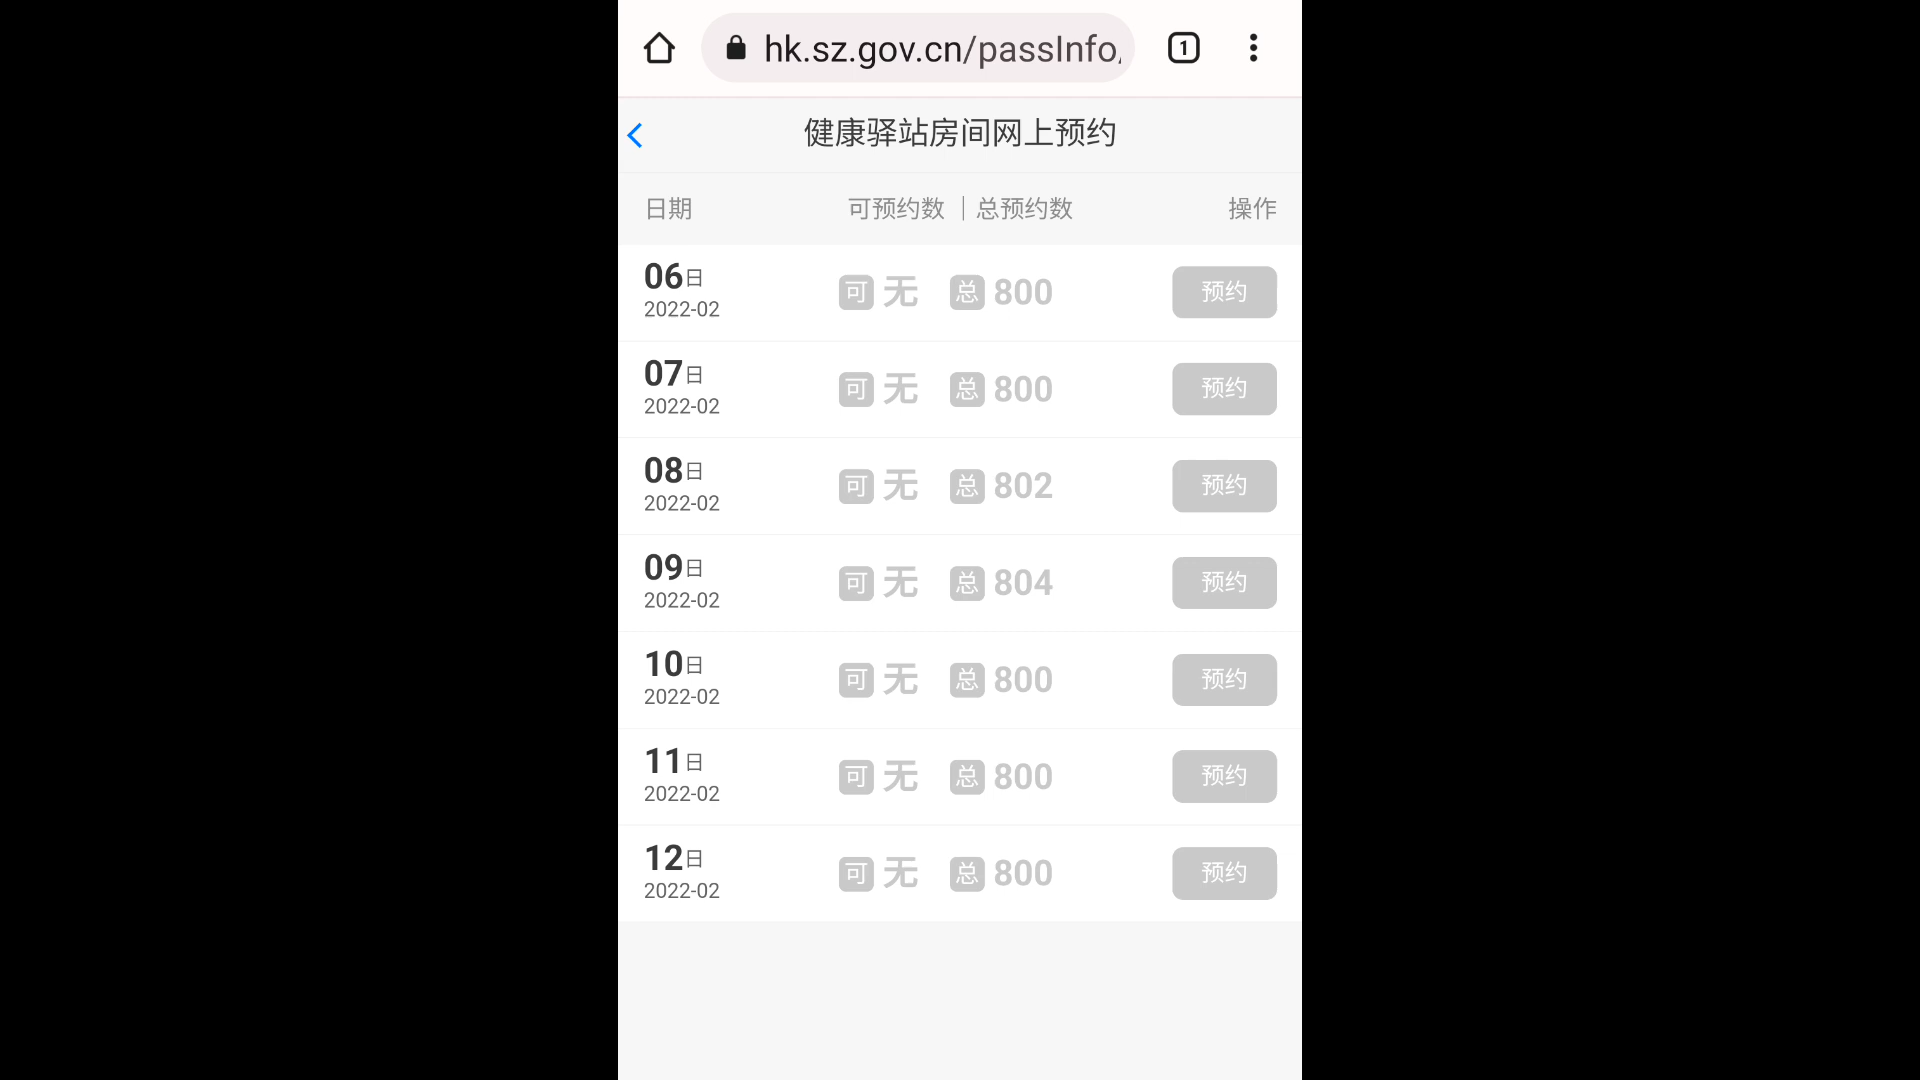 hk.sz.gov.cn/passInfo/
1
健康驿站房间网上预约
日期 可预约数 | 总预约数 操作
06日 可 无 总 800 预约
2022-02
07日 可 无 总 800 预约
2022-02
08日 可 无 总 802 预约
2022-02
09日 可 无 总 804 预约
2022-02
10日 可 无 总 800 预约
2022-02
11日 可 无 总 800 预约
2022-02
12日 可 无 总 800 预约
2022-02